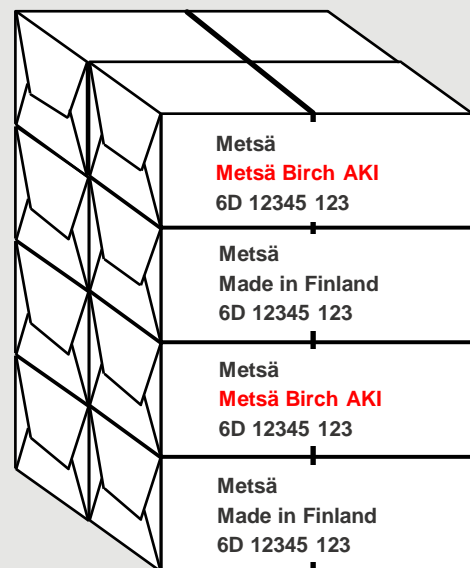 Metsä
Metsä Birch AKI
6D 12345 123
Metsä
Made in Finland
6D 12345 123
Metsä
Metsä Birch AKI
6D 12345 123
Metsä
Made in Finland
6D 12345 123